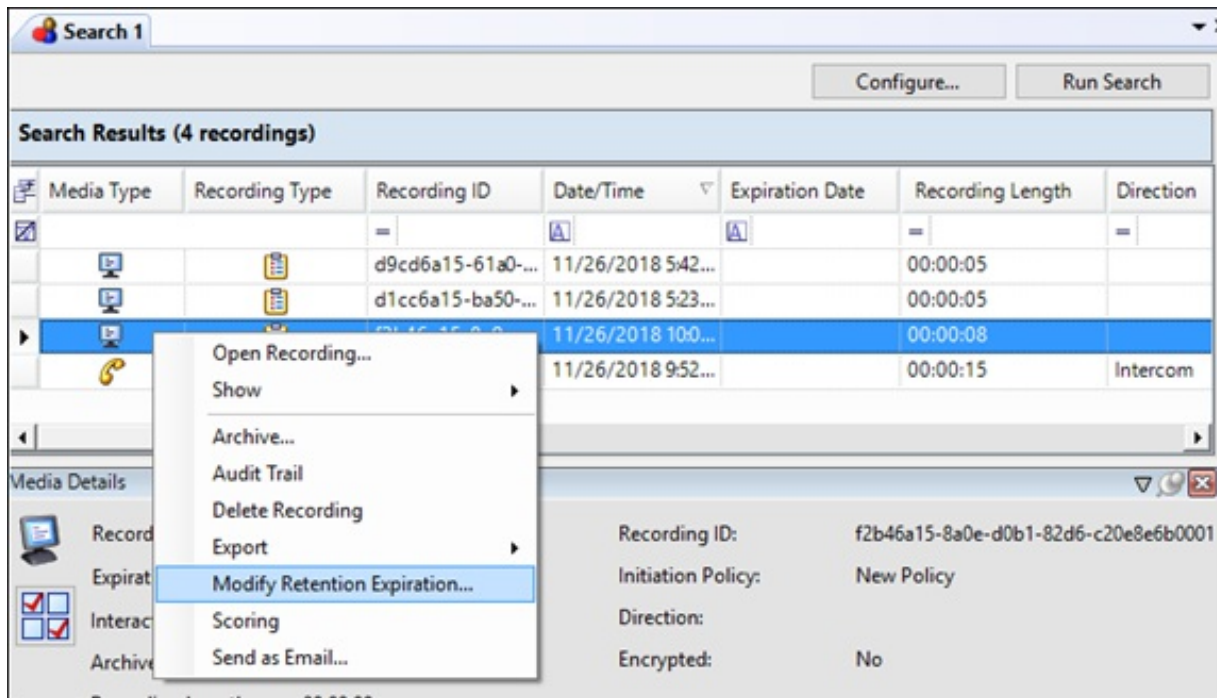 Search 1
Configure... Run Search
Search Results (4 recordings)
Media Type Recording Type Recording ID Date/Time Expiration Date Recording Length Direction
= A A = =
d9cd6a15-61a0-... 11/26/2018 5:42... 00:00:05
d1cc6a15-ba50-... 11/26/2018 5:23... 00:00:05
11/26/2018 10:0... 00:00:08
11/26/2018 9:52... 00:00:15 Intercom
Open Recording...
Show
Archive...
Audit Trail
Delete Recording
Export
Modify Retention Expiration...
Scoring
Send as Email...
Media Details
Record Recording ID: f2b46a15-8a0e-d0b1-82d6-c20e8e6b0001
Expirat Initiation Policy: New Policy
Interac Direction:
Archive Encrypted: No